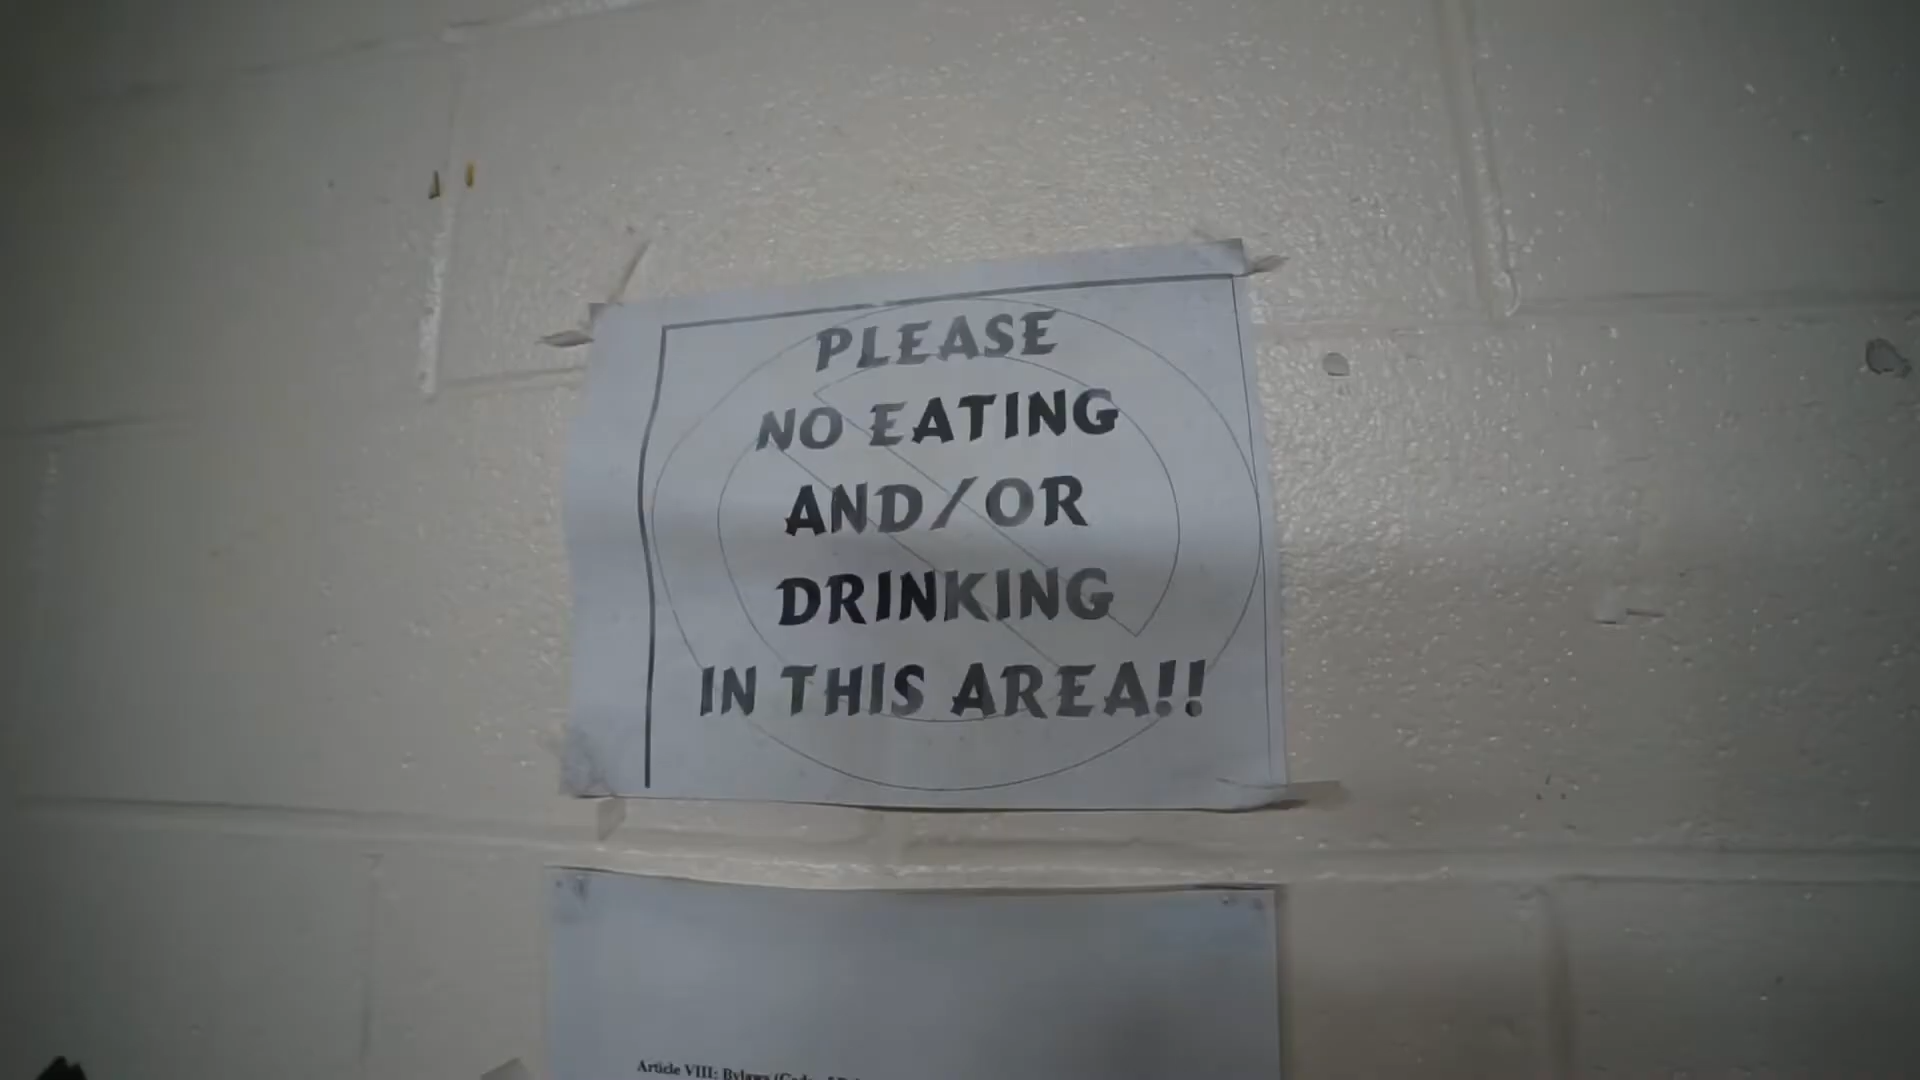 PLEASE
NO EATING
AND/OR
DRINKING
IN THIS AREA!!
Article VIII: Bylaws